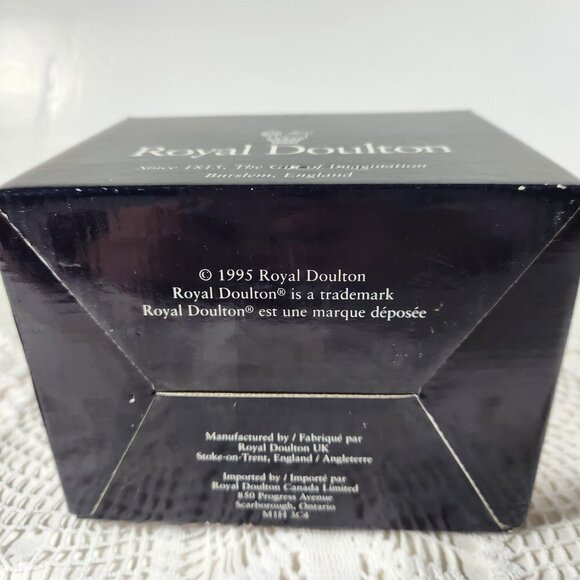 Royal Doulton
Since 1815, The Gift of Imagination
Burslem, England
© 1995 Royal Doulton
Royal Doulton® is a trademark
Royal Doulton® est une marque déposée
Manufactured by / Fabriqué par
Royal Doulton UK
Stoke-on-Trent, England / Angleterre
Imported by / Importé par
Royal Doulton Canada Limited
850 Progress Avenue
Scarborough, Ontario
M1H 3C4